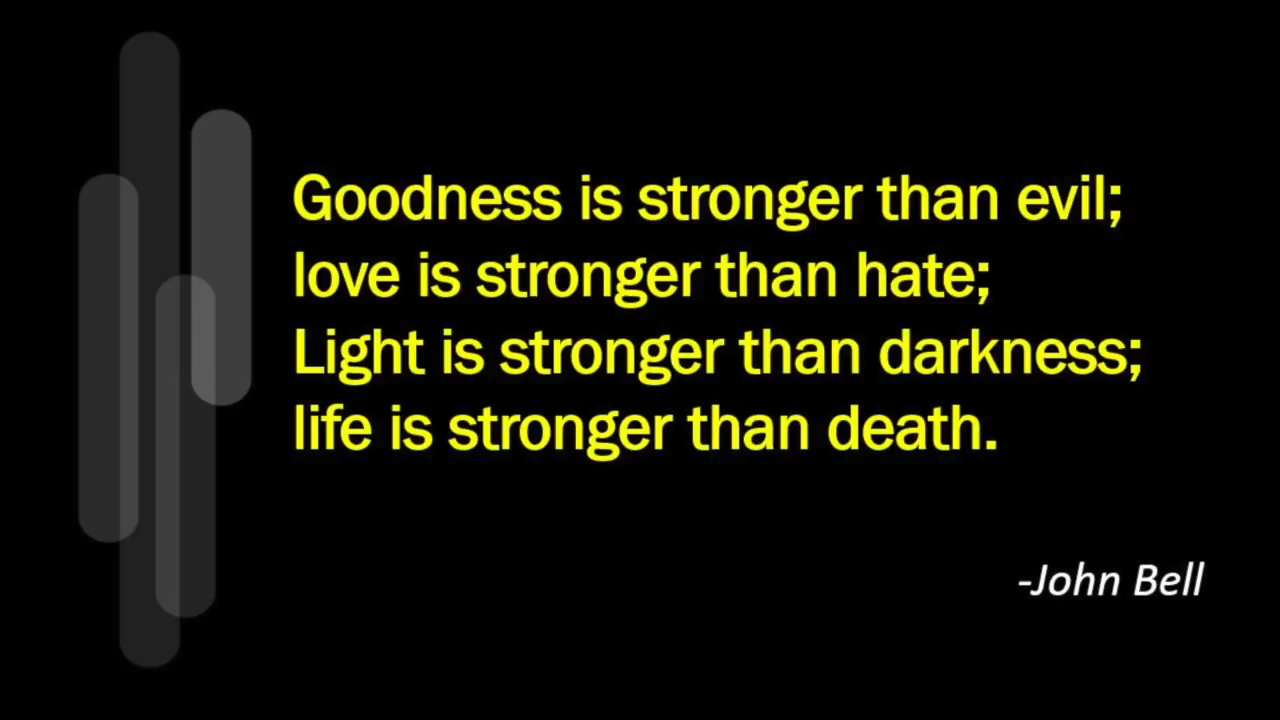 Goodness is stronger than evil;
love is stronger than hate;
Light is stronger than darkness;
life is stronger than death.
-John Bell